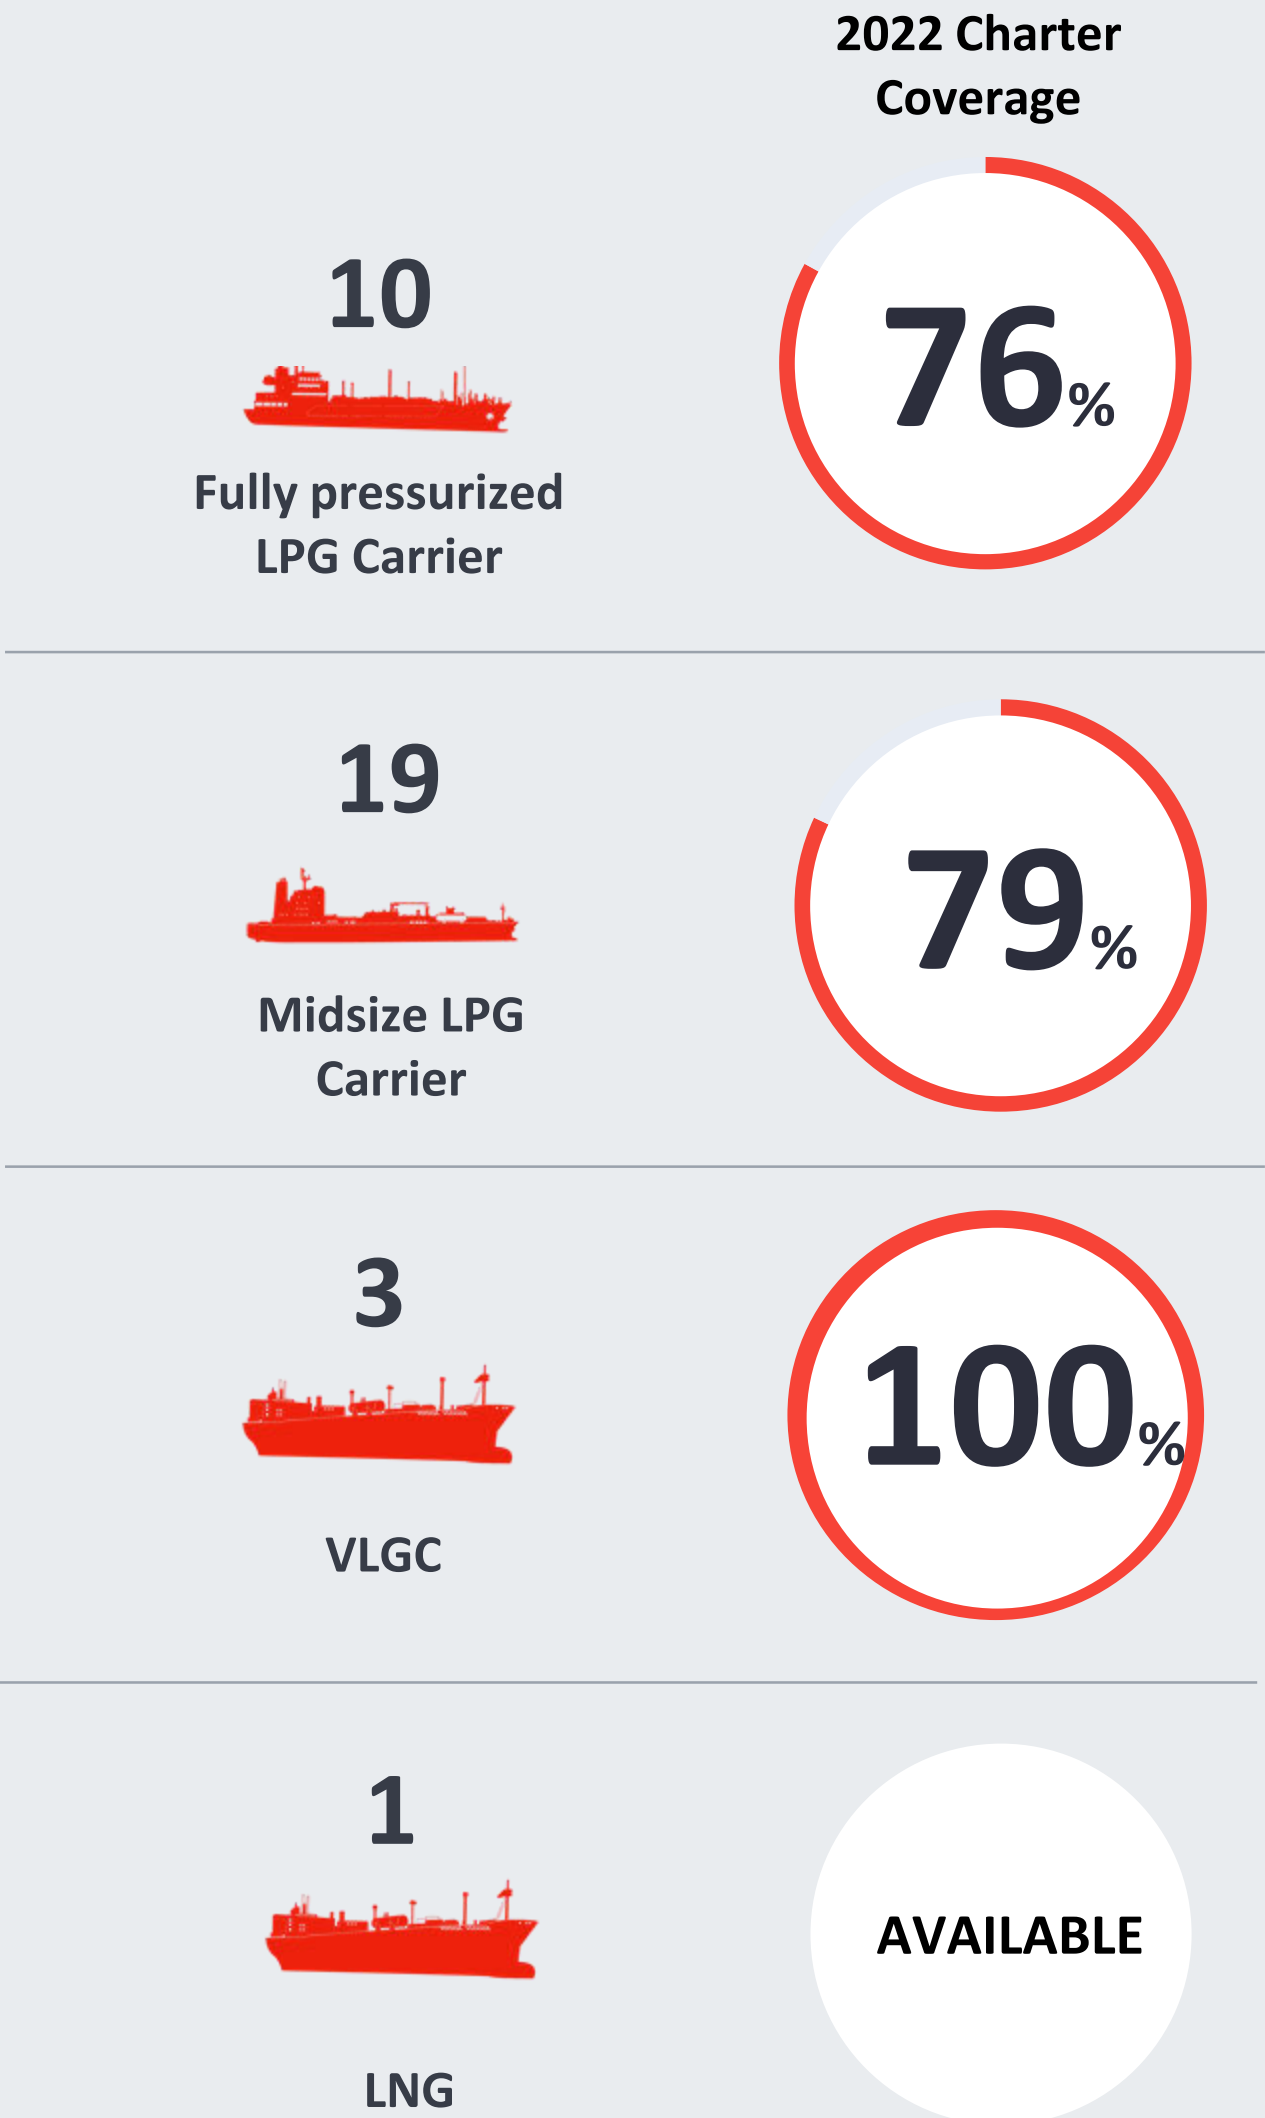 2022 Charter
Coverage
10
76%
Fully pressurized
LPG Carrier
19
79%
Midsize LPG
Carrier
3
100%
VLGC
1
AVAILABLE
LNG